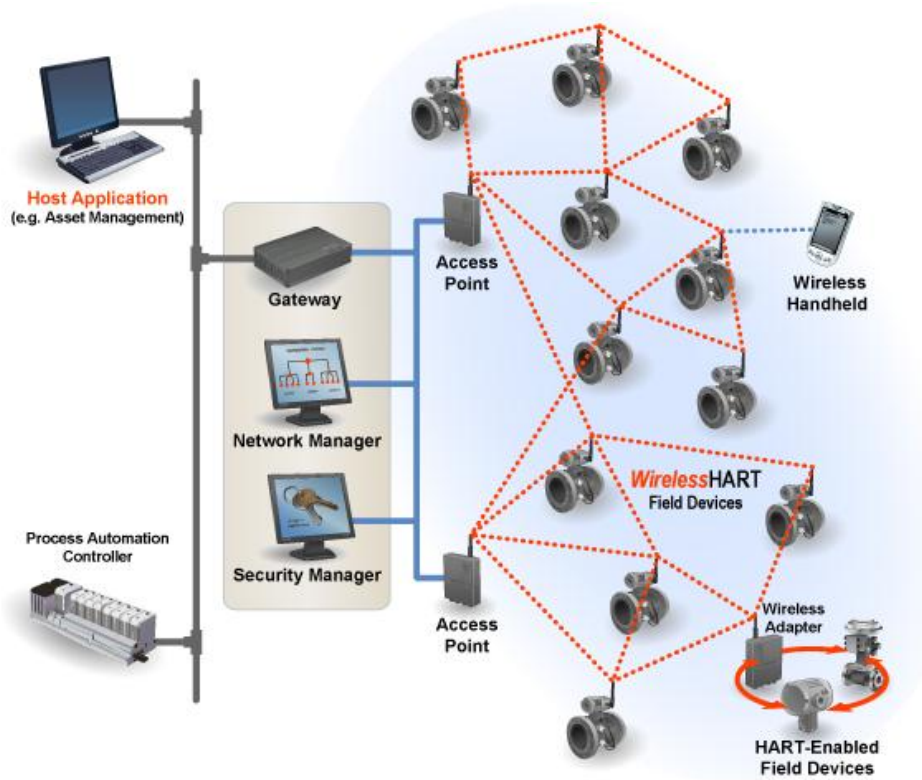 Host Application
(e.g. Asset Management)
Gateway
Access
Point
Wireless
Handheld
Network Manager
WirelessHART
Field Devices
Security Manager
Process Automation
Controller
Access
Point
Wireless
Adapter
HART-Enabled
Field Devices